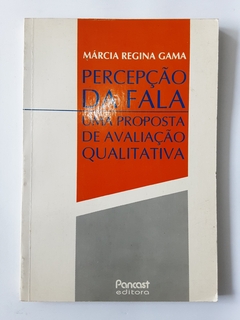 MÁRCIA REGINA GAMA
PERCEPÇÃO
DA FALA
UMA PROPOSTA
DE AVALIAÇÃO
QUALITATIVA
Pancast
editora